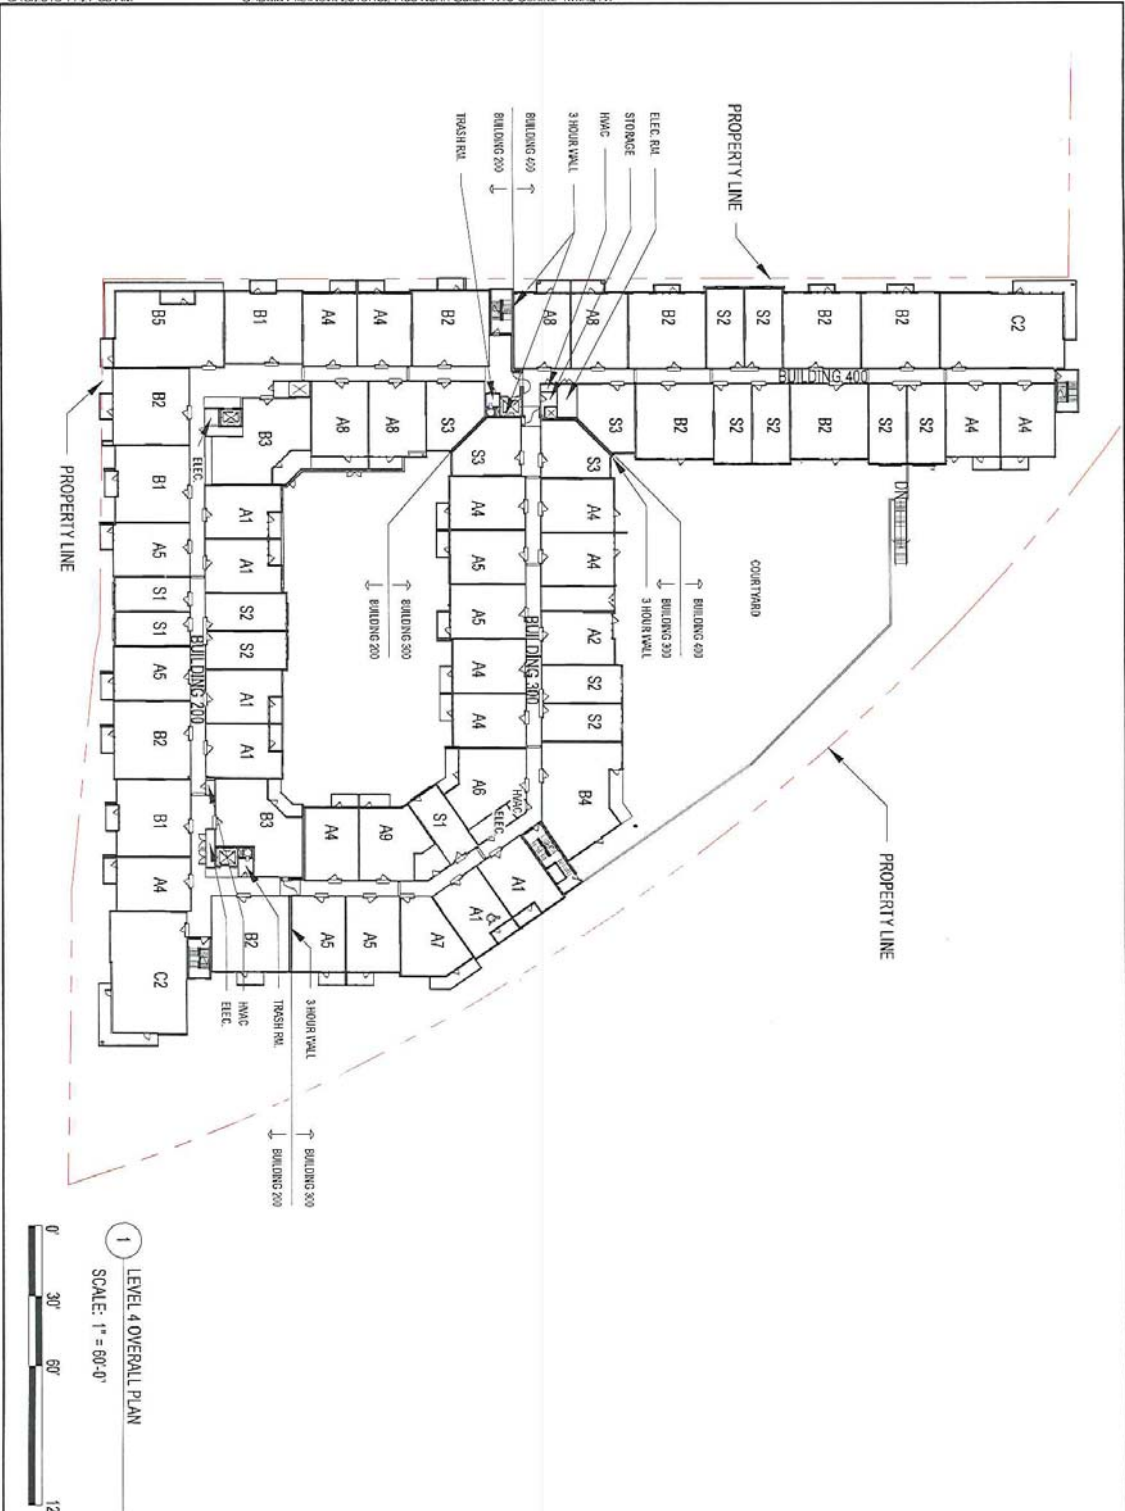 PROPERTY LINE
ELEC. RM.
STORAGE
HVAC
3 HOUR WALL
BUILDING 400
BUILDING 200
TRASH RM.
C2
B2
B2
S2
S2
B2
A8
A8
B2
A4
A4
B1
B5
BUILDING 400
A4
A4
S2
S2
B2
S2
S2
B2
S3
S3
A8
A8
B3
ELEC.
B2
PROPERTY LINE
DN
COURTYARD
S3
S3
A4
A4
A4
A5
A2
A5
S2
A4
S2
A4
B4
A6
BUILDING 300
BUILDING 400
BUILDING 300
3 HOUR WALL
BUILDING 300
BUILDING 200
A1
A1
S2
S2
A1
A1
B3
BUILDING 200
B1
A5
S1
S1
A5
B2
B1
A4
C2
HVAC
ELEC.
S1
A9
A4
A1
A1
A7
A5
A5
B2
PROPERTY LINE
3 HOUR WALL
TRASH RM.
HVAC
ELEC.
BUILDING 300
BUILDING 200
1
LEVEL 4 OVERALL PLAN
SCALE: 1" = 60'-0"
0'
30'
60'